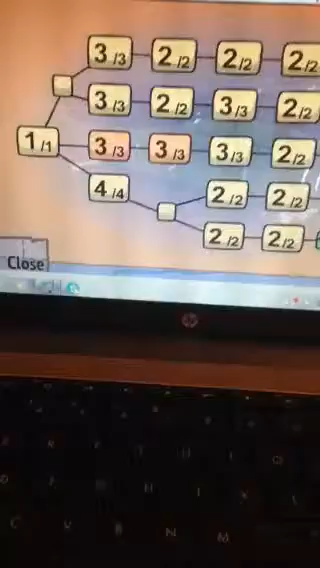 3/3 2/2 2/2 2/2
3/3 2/2 3/3 2/2
1/1 3/3 3/3 3/3 2/2
4/4 2/2 2/2
2/2 2/2
Close
hp
C V B N M